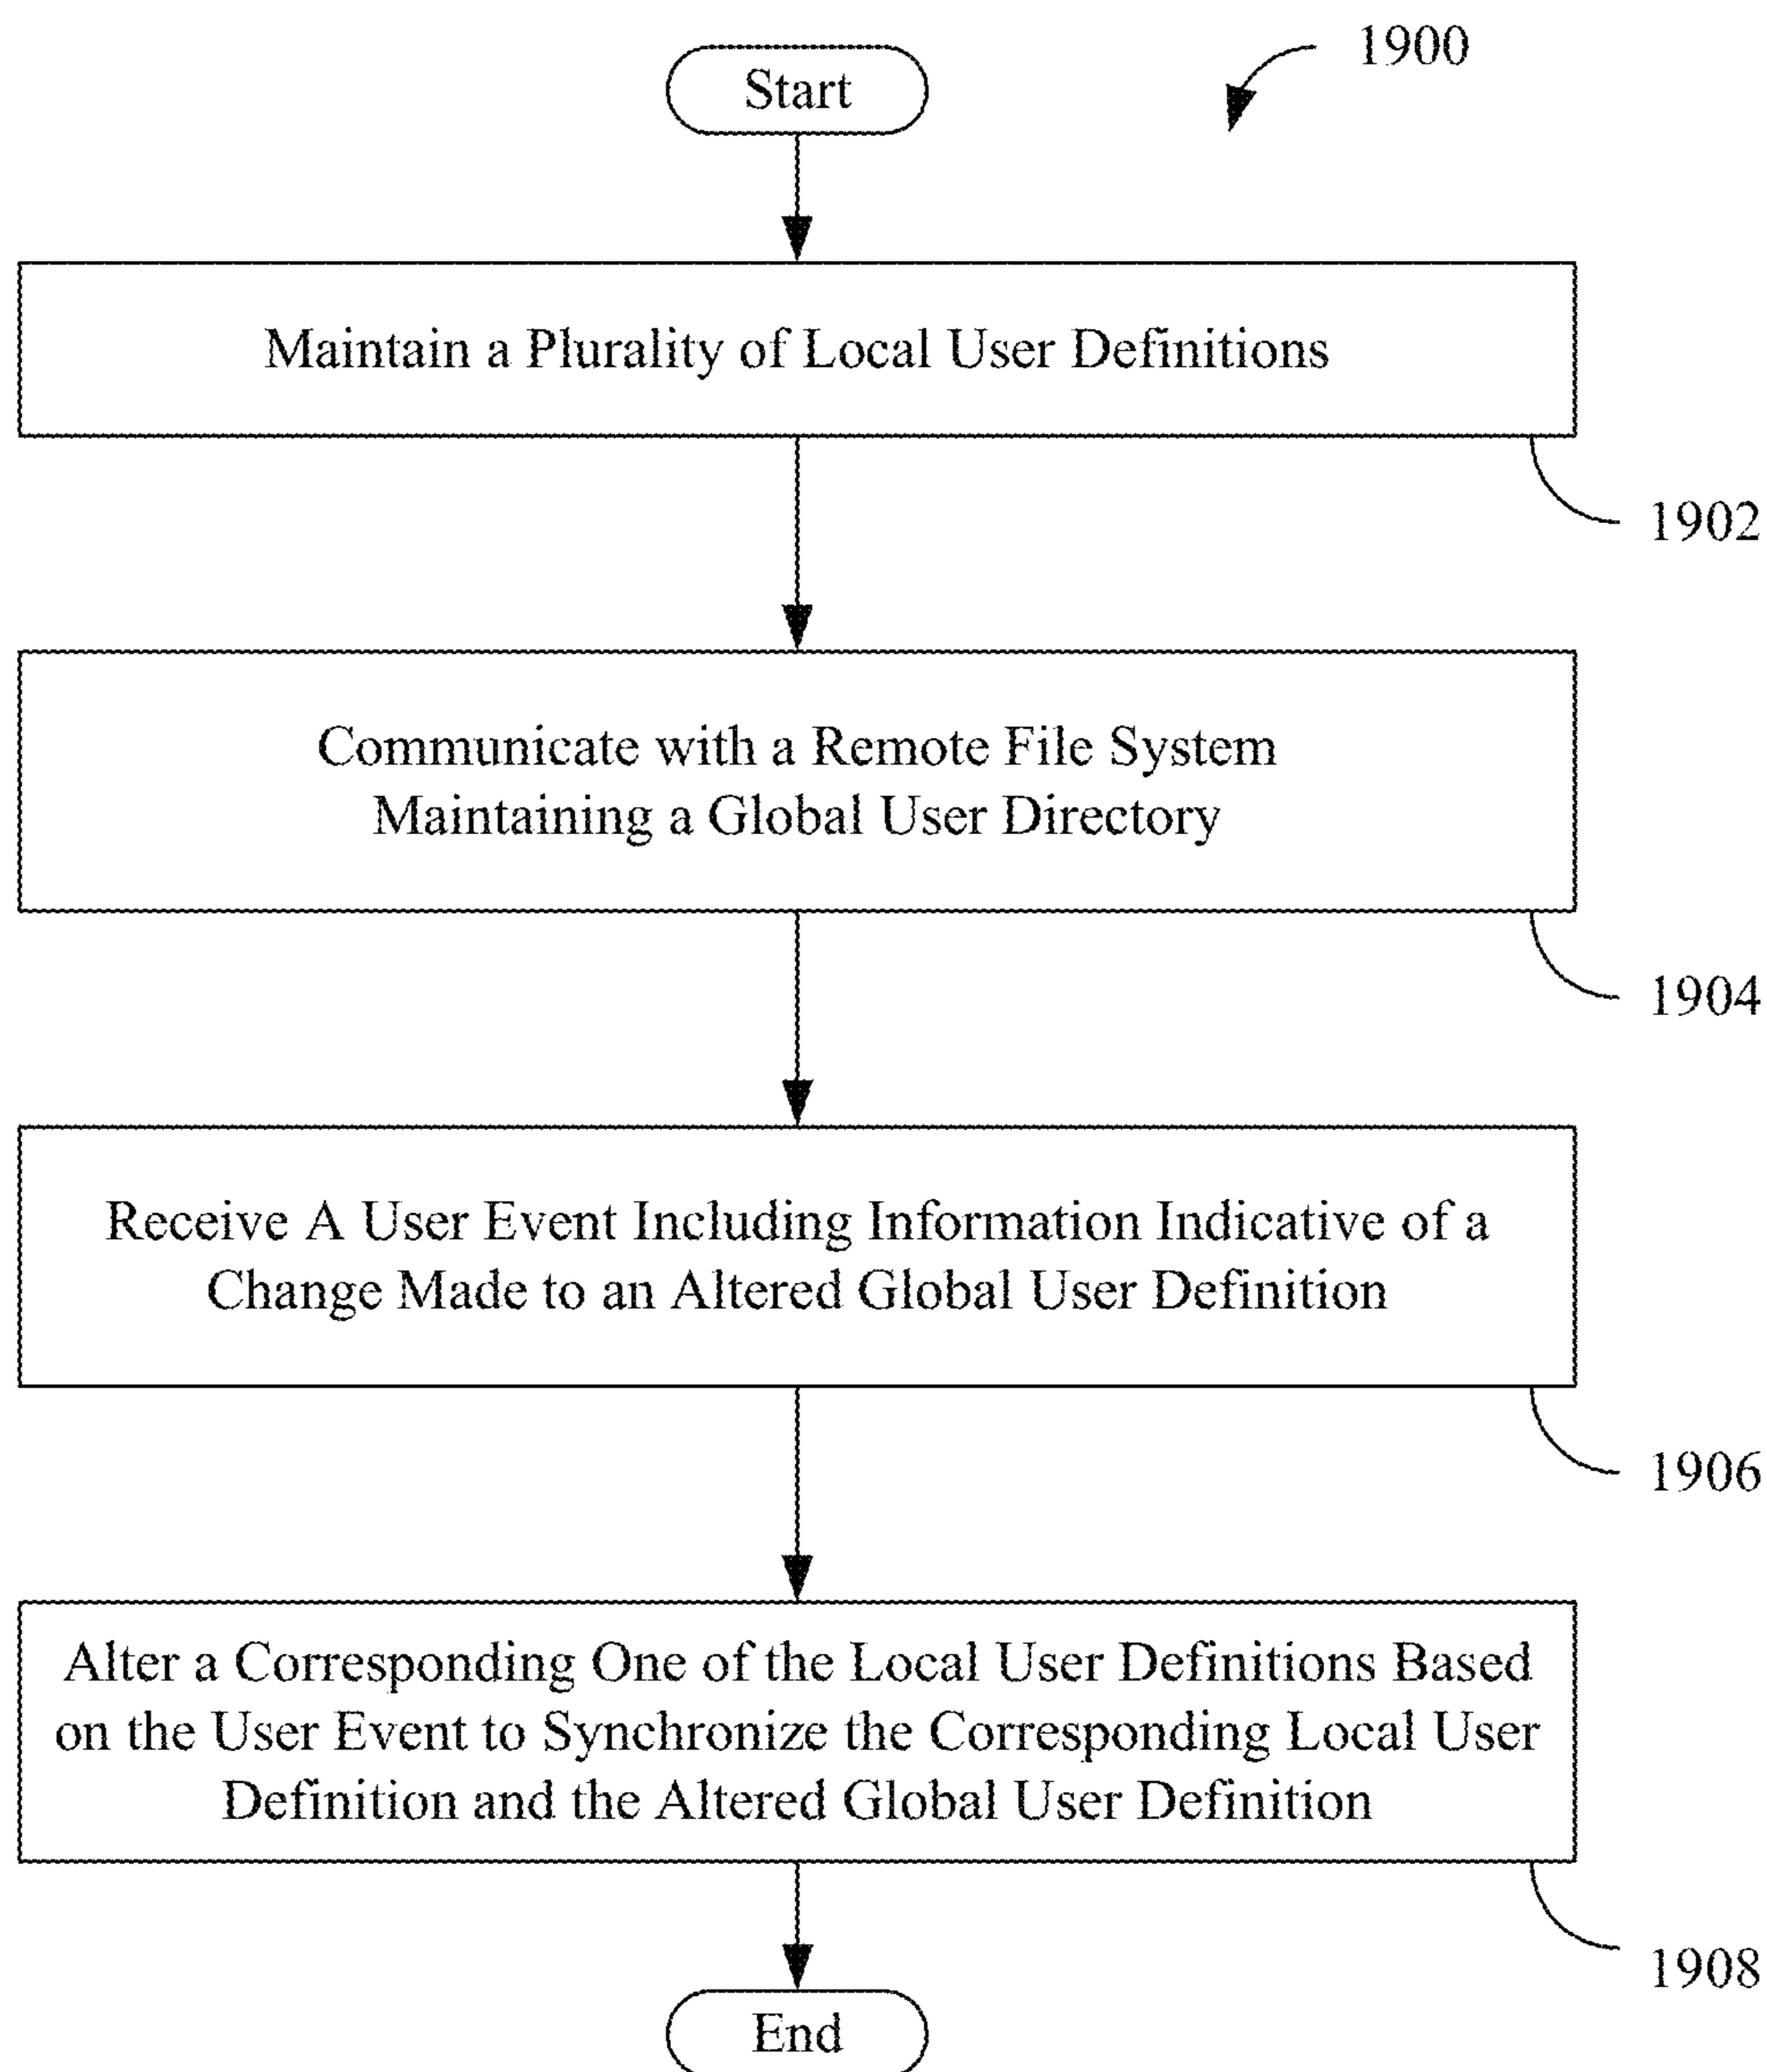 1900
Start
Maintain a Plurality of Local User Definitions
1902
Communicate with a Remote File System
Maintaining a Global User Directory
1904
Receive A User Event Including Information Indicative of a
Change Made to an Altered Global User Definition
1906
Alter a Corresponding One of the Local User Definitions Based
on the User Event to Synchronize the Corresponding Local User
Definition and the Altered Global User Definition
1908
End